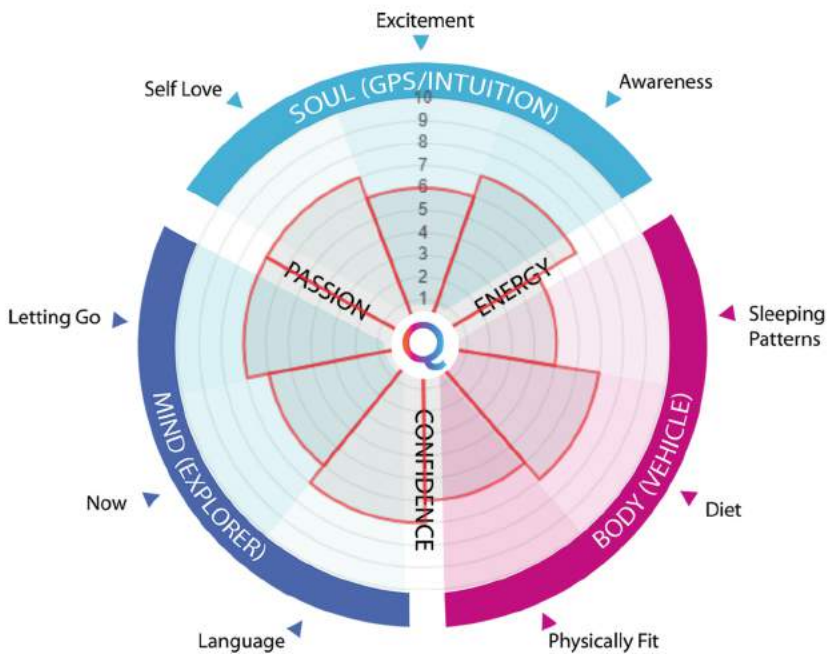 Excitement
Self Love
Awareness
SOUL (GPS/INTUITION)
10
9
8
7
6
5
4
3
2
1
PASSION
ENERGY
Letting Go
Sleeping
Patterns
Q
CONFIDENCE
MIND (EXPLORER)
BODY (VEHICLE)
Now
Diet
Language
Physically Fit